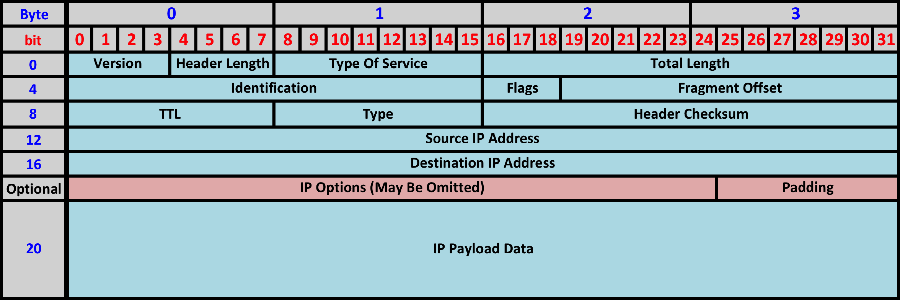 Byte 0 1 2 3
bit 0 1 2 3 4 5 6 7 8 9 10 11 12 13 14 15 16 17 18 19 20 21 22 23 24 25 26 27 28 29 30 31
0 Version Header Length Type Of Service Total Length
4 Identification Flags Fragment Offset
8 TTL Type Header Checksum
12 Source IP Address
16 Destination IP Address
Optional IP Options (May Be Omitted) Padding
20 IP Payload Data